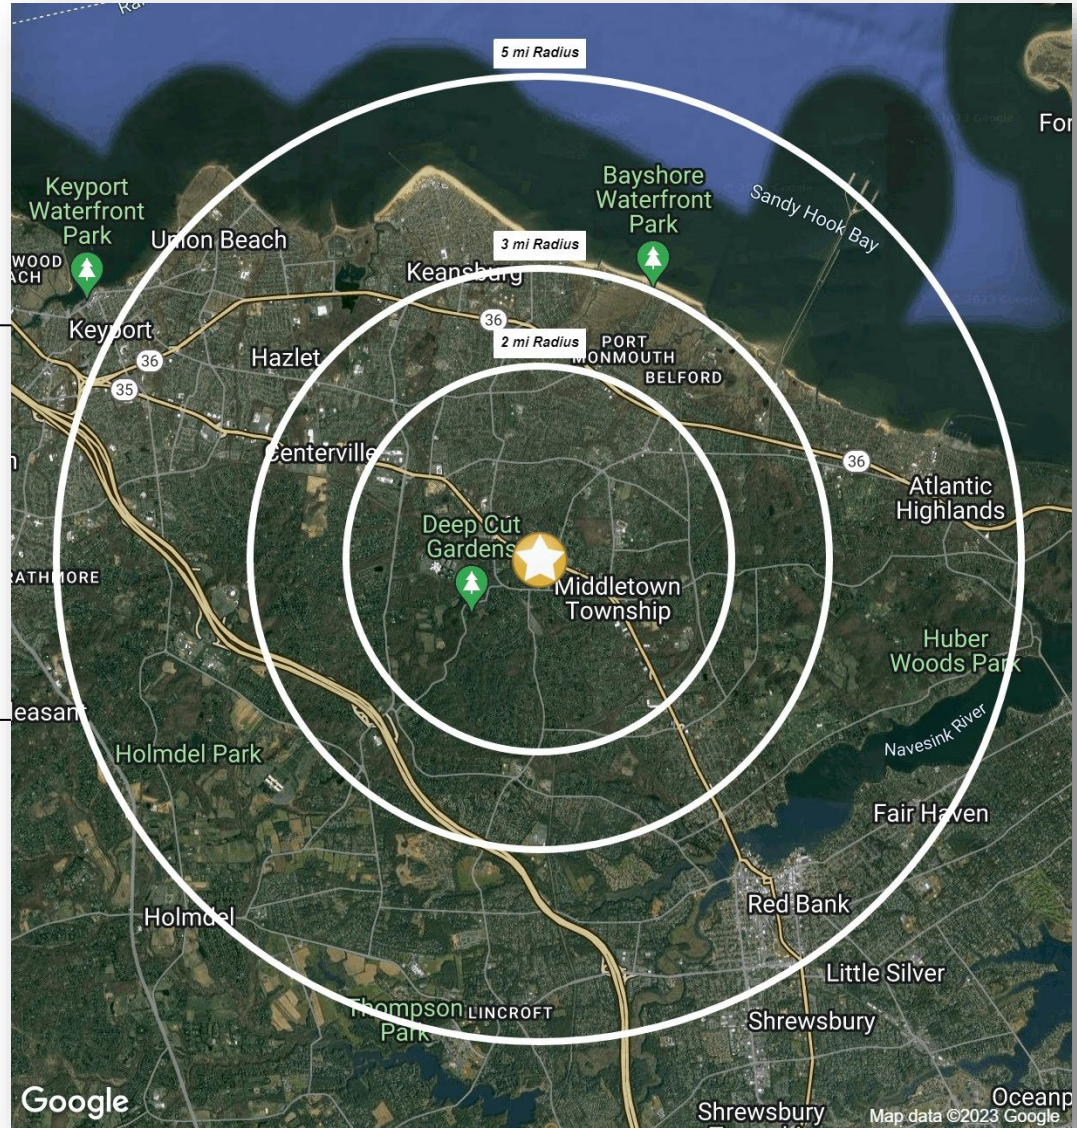 5 mi Radius
Keyport
Waterfront
Park
Bayshore
Waterfront
Park
Sandy Hook Bay
Union Beach
3 mi Radius
Keansburg
36
2 mi Radius
Keyport
36
35
Hazlet
PORT
MONMOUTH
BELFORD
Centerville
36
Atlantic
Highlands
Deep Cut
Gardens
Middletown
Township
Huber
Woods Park
Navesink River
Holmdel Park
Fair Haven
Holmdel
Red Bank
Little Silver
Thompson
Park
LINCROFT
Shrewsbury
Shrewsbury
Google
Map data ©2023 Google